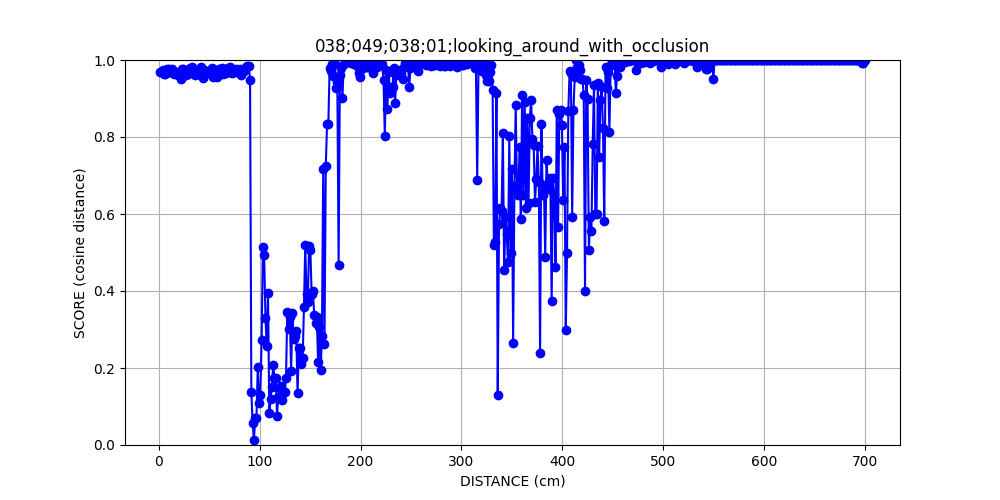 038;049;038;01;looking_around_with_occlusion
1.0
0.8
0.6
0.4
0.2
0.0
SCORE (cosine distance)
0 100 200 300 400 500 600 700
DISTANCE (cm)